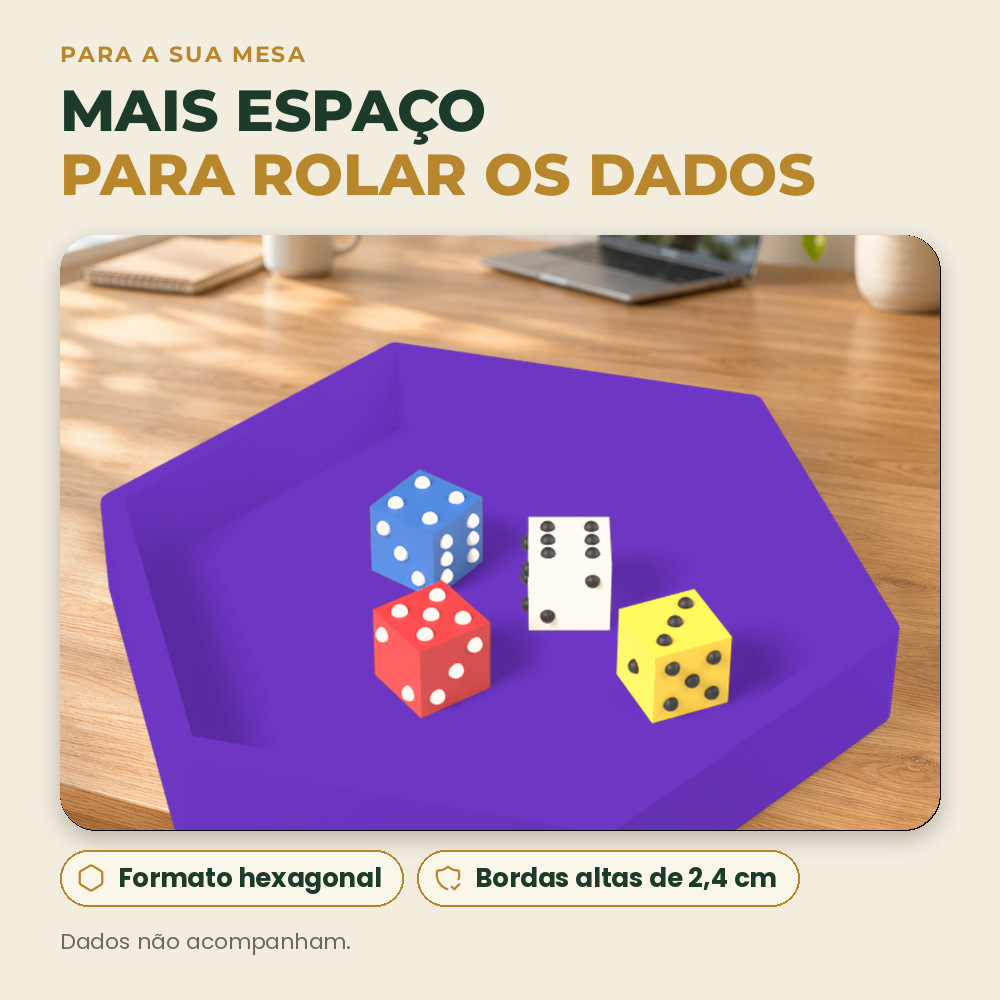 PARA A SUA MESA
MAIS ESPAÇO
PARA ROLAR OS DADOS
Formato hexagonal
Bordas altas de 2,4 cm
Dados não acompanham.